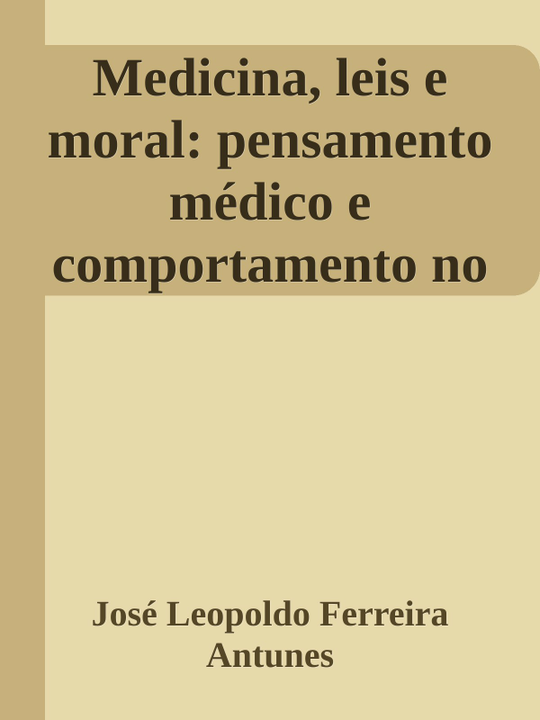 Medicina, leis e
moral: pensamento
médico e
comportamento no
José Leopoldo Ferreira
Antunes